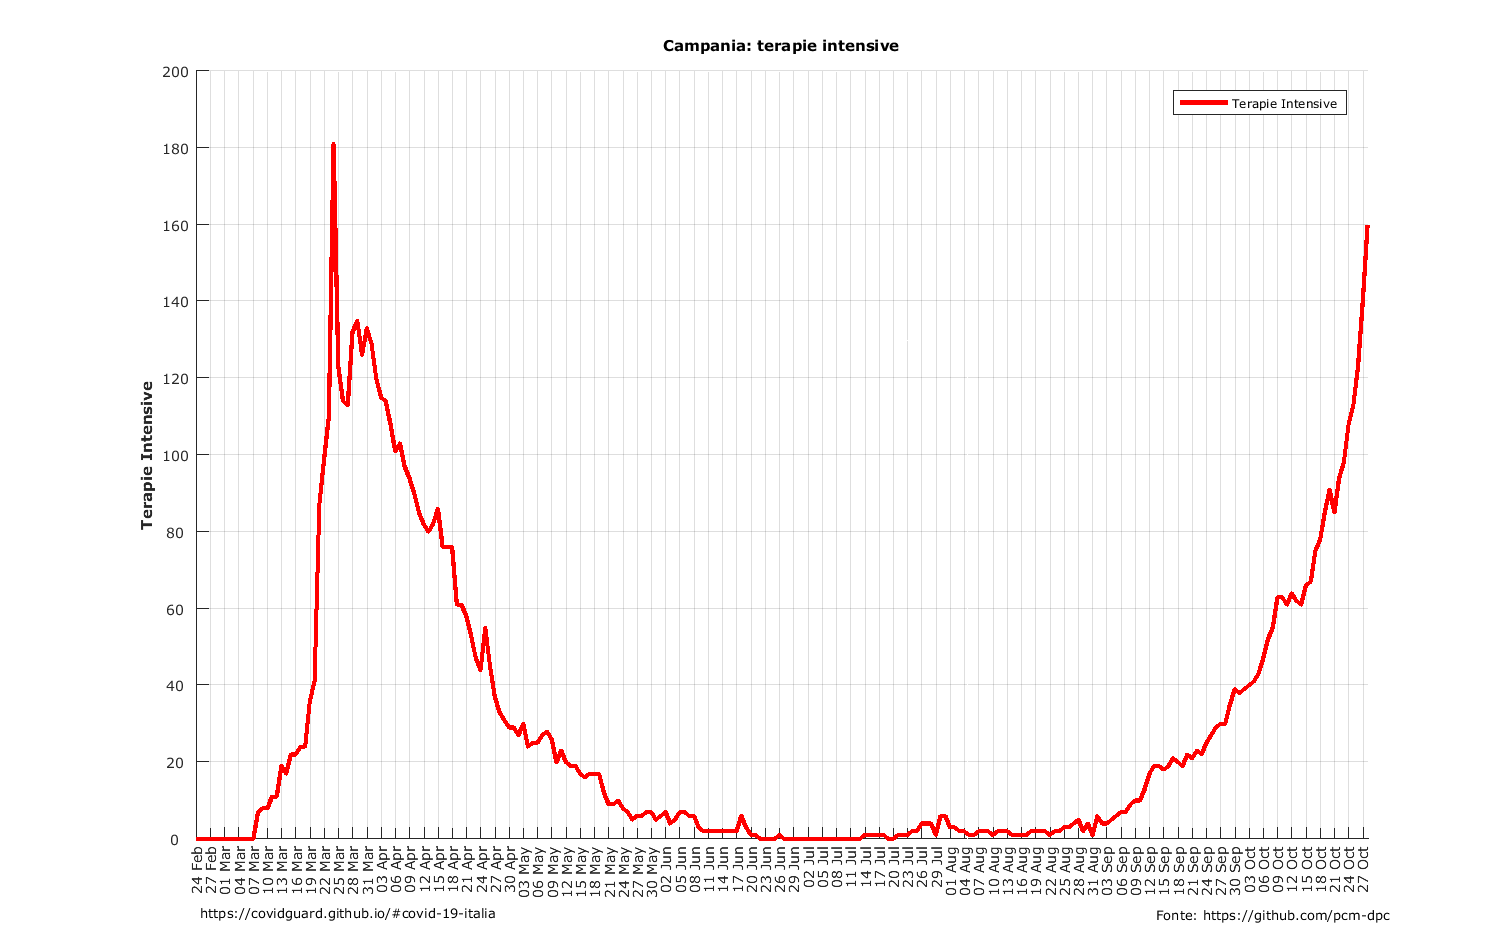 Campania: terapie intensive
Terapie Intensive
Terapie Intensive
200
180
160
140
120
100
80
60
40
20
0
24 Feb
27 Feb
01 Mar
04 Mar
07 Mar
10 Mar
13 Mar
16 Mar
19 Mar
22 Mar
25 Mar
28 Mar
31 Mar
03 Apr
06 Apr
09 Apr
12 Apr
15 Apr
18 Apr
21 Apr
24 Apr
27 Apr
30 Apr
03 May
06 May
09 May
12 May
15 May
18 May
21 May
24 May
27 May
30 May
02 Jun
05 Jun
08 Jun
11 Jun
14 Jun
17 Jun
20 Jun
23 Jun
26 Jun
29 Jun
02 Jul
05 Jul
08 Jul
11 Jul
14 Jul
17 Jul
20 Jul
23 Jul
26 Jul
29 Jul
01 Aug
04 Aug
07 Aug
10 Aug
13 Aug
16 Aug
19 Aug
22 Aug
25 Aug
28 Aug
31 Aug
03 Sep
06 Sep
09 Sep
12 Sep
15 Sep
18 Sep
21 Sep
24 Sep
27 Sep
30 Sep
03 Oct
06 Oct
09 Oct
12 Oct
15 Oct
18 Oct
21 Oct
24 Oct
27 Oct
https://covidguard.github.io/#covid-19-italia
Fonte: https://github.com/pcm-dpc